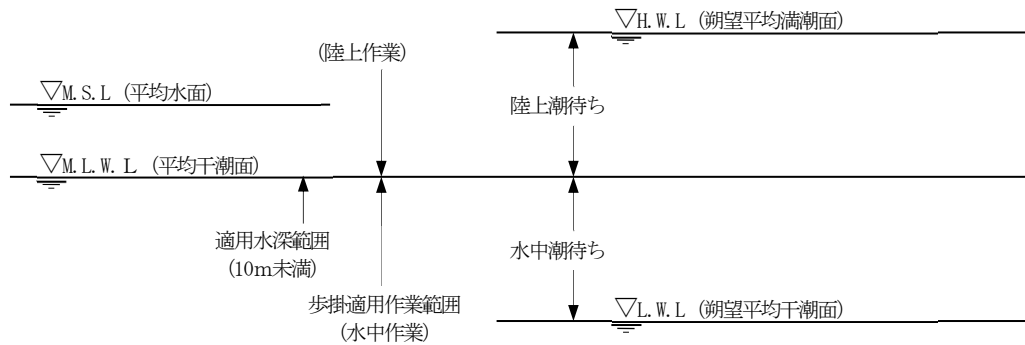 ▽H.W.L (朔望平均満潮面)
(陸上作業)
▽M.S.L (平均水面)
陸上潮待ち
▽M.L.W.L (平均干潮面)
適用水深範囲
(10m未満)
水中潮待ち
歩掛適用作業範囲
(水中作業)
▽L.W.L (朔望平均干潮面)